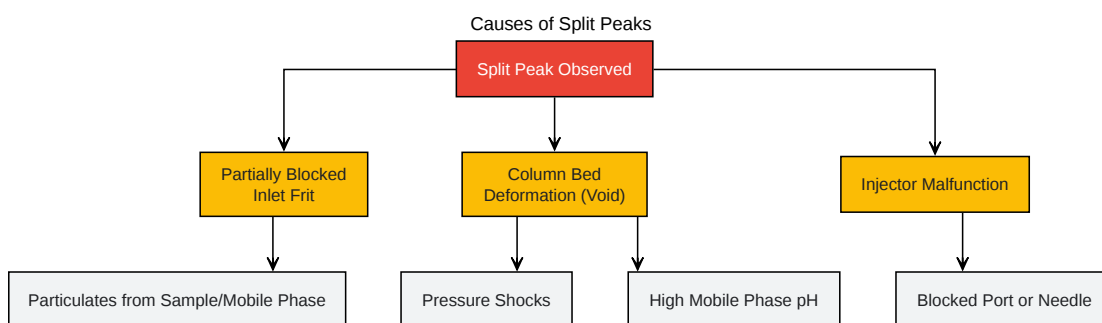 Causes of Split Peaks
Split Peak Observed
Partially Blocked
Inlet Frit
Column Bed
Deformation (Void)
Injector Malfunction
Particulates from Sample/Mobile Phase
Pressure Shocks
High Mobile Phase pH
Blocked Port or Needle